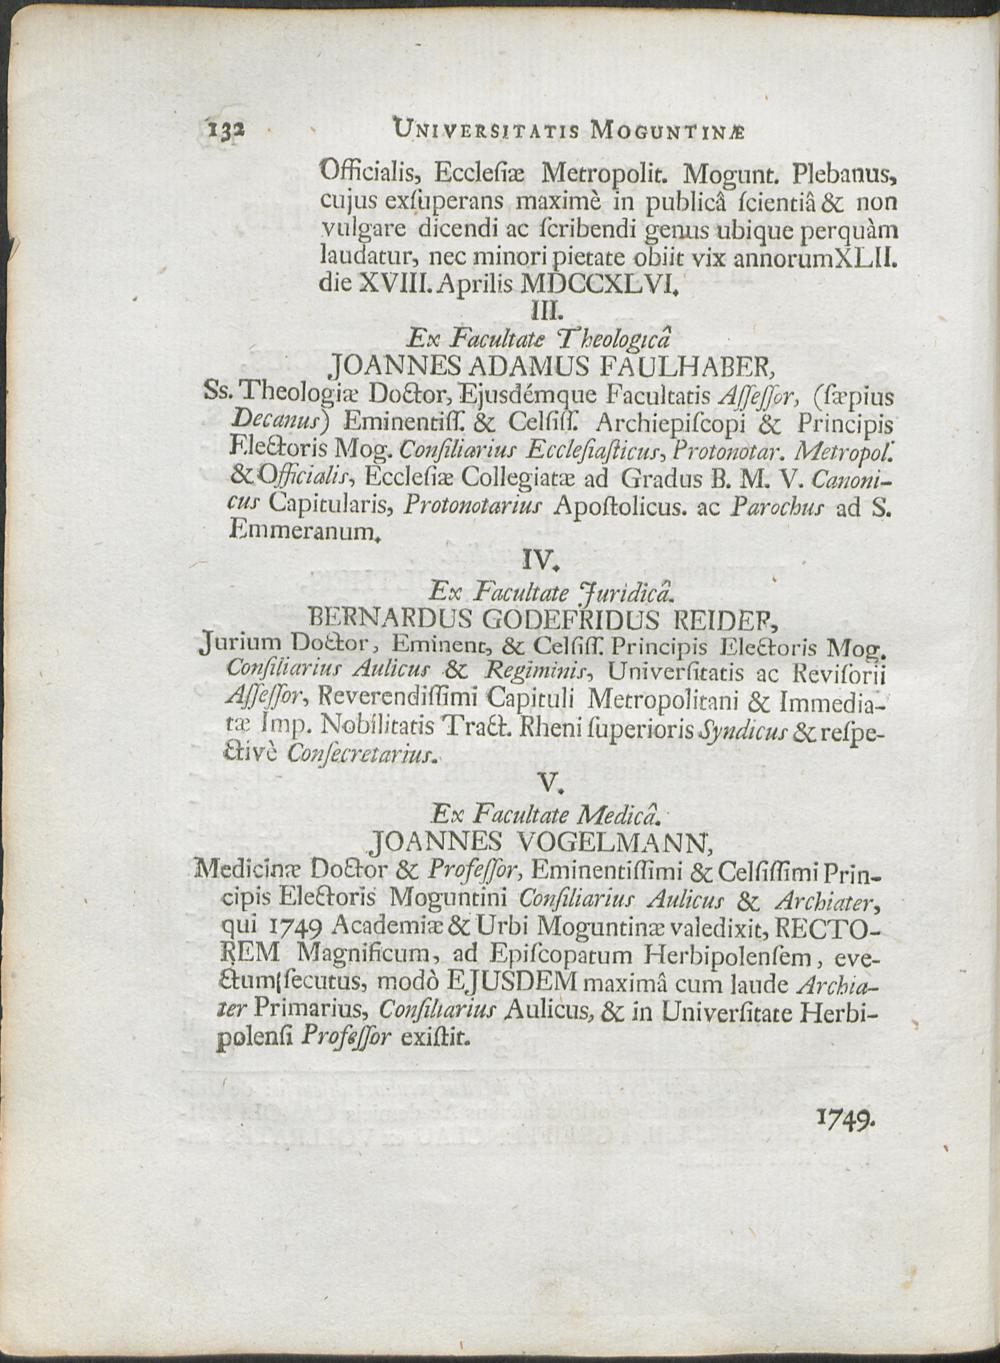 132 UNIVERSITATIS MOGUNTINÆ
Officialis, Ecclesiæ Metropolit. Mogunt. Plebanus,
cujus exſuperans maximè in publicâ ſcientiâ & non
vulgare dicendi ac ſcribendi genus ubique perquàm
laudatur, nec minori pietate obiit vix annorum XLII.
die XVIII. Aprilis MDCCXLVI.
III.
Ex Facultate Theologicâ
JOANNES ADAMUS FAULHABER,
Ss. Theologiæ Doctor, Ejusdémque Facultatis Aſſeſſor, (ſæpius
Decanus) Eminentiſſ. & Celſiſſ. Archiepiſcopi & Principis
Electoris Mog. Conſiliarius Eccleſiaſticus, Protonotar. Metropol.
& Officialis, Eccleſiæ Collegiatæ ad Gradus B. M. V. Canoni-
cus Capitularis, Protonotarius Apoſtolicus. ac Parochus ad S.
Emmeranum.
IV.
Ex Facultate Juridicâ.
BERNARDUS GODEFRIDUS REIDER,
Jurium Doctor, Eminent, & Celſiſſ. Principis Electoris Mog.
Conſiliarius Aulicus & Regiminis, Univerſitatis ac Reviſorii
Aſſeſſor, Reverendiſſimi Capituli Metropolitani & Immedia-
tæ Imp. Nobilitatis Tract. Rheni ſuperioris Syndicus & reſpe-
ctivè Conſecretarius.
V.
Ex Facultate Medicâ.
JOANNES VOGELMANN,
Medicinæ Doctor & Profeſſor, Eminentiſſimi & Celſiſſimi Prin-
cipis Electoris Moguntini Conſiliarius Aulicus & Archiater,
qui 1749 Academiæ & Urbi Moguntinæ valedixit, RECTO-
REM Magnificum, ad Epiſcopatum Herbipolenſem, eve-
ctum ſecutus, modò EJUSDEM maximâ cum laude Archia-
ter Primarius, Conſiliarius Aulicus, & in Univerſitate Herbi-
polenſi Profeſſor exiſtit.
1749.